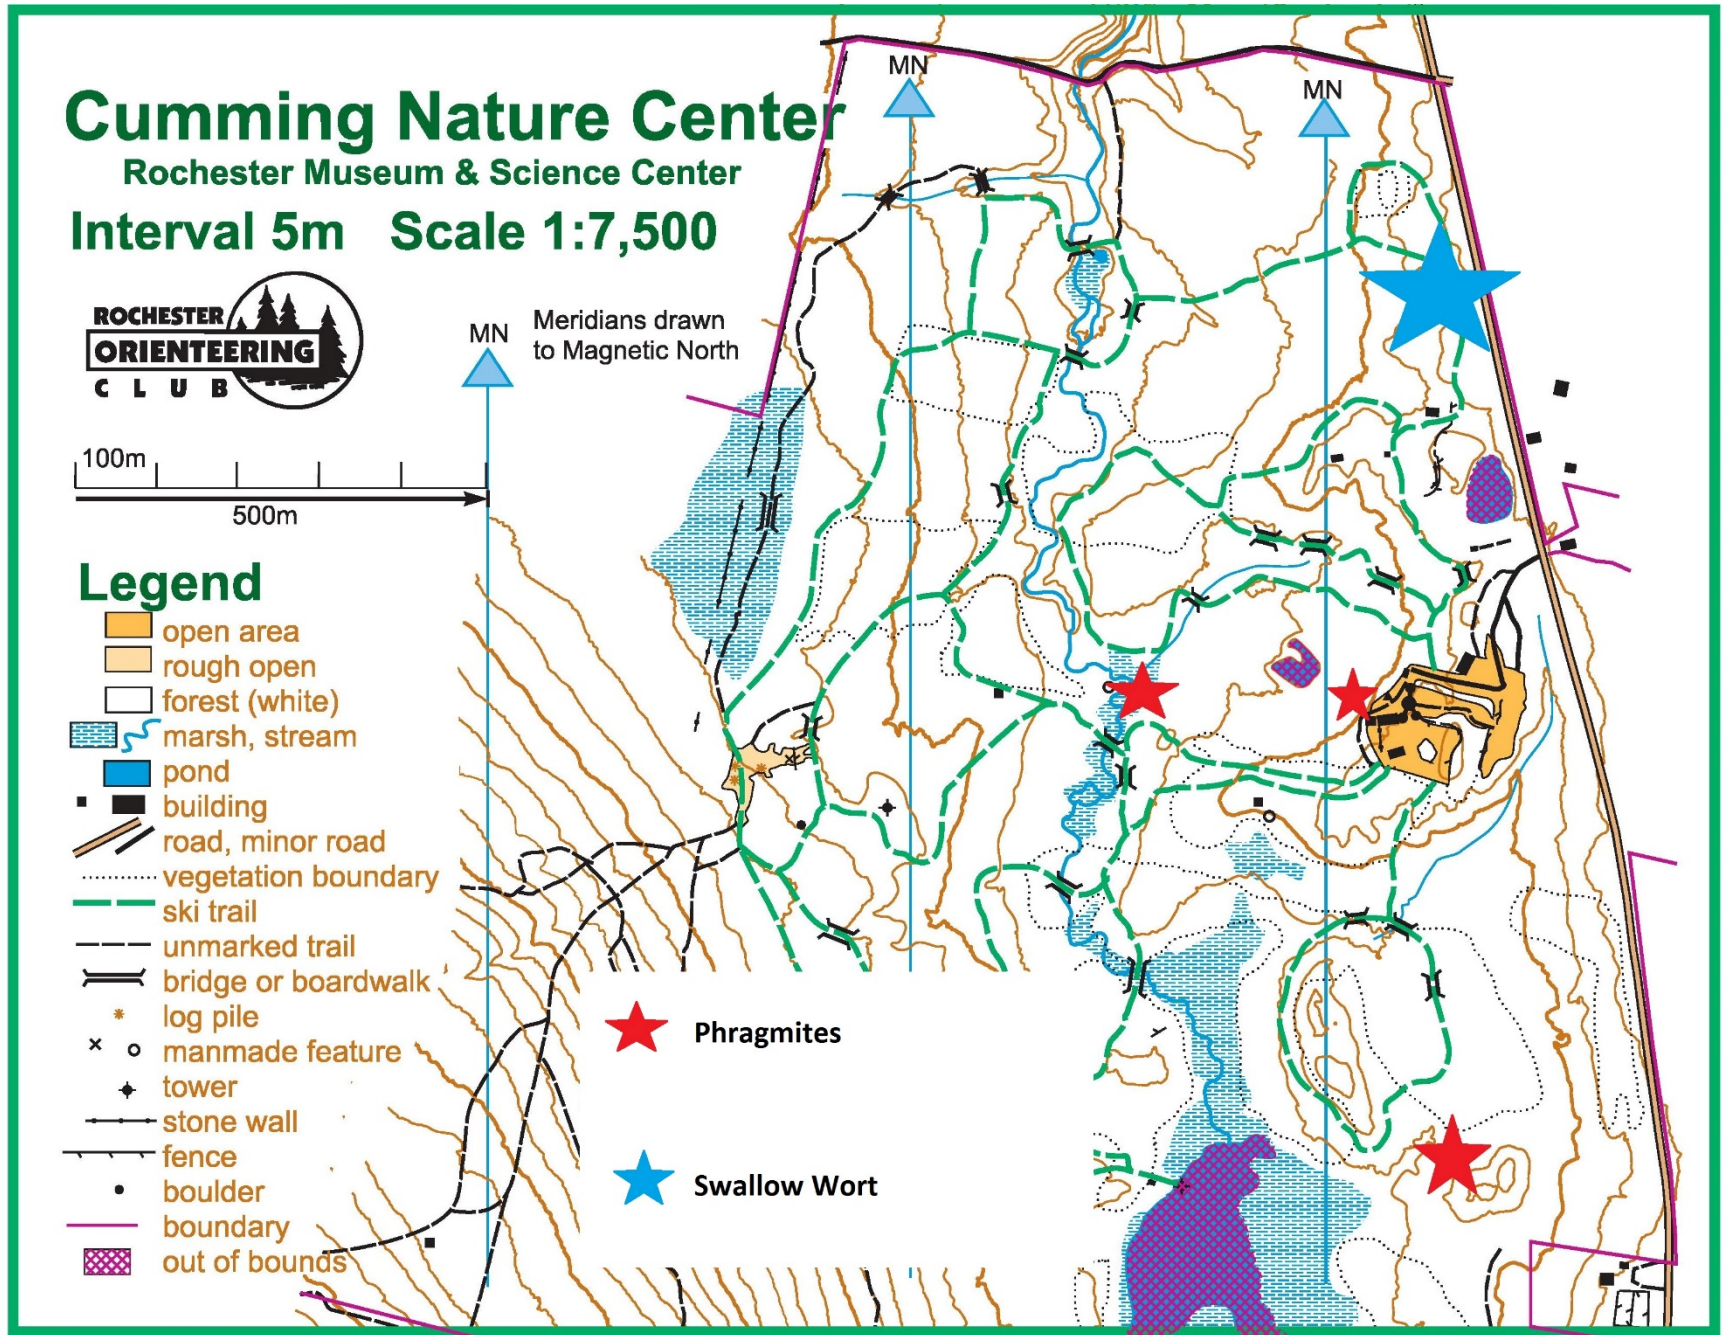 Cumming Nature Center
Rochester Museum & Science Center
Interval 5m Scale 1:7,500
ROCHESTER
ORIENTEERING
CLUB
MN
Meridians drawn
to Magnetic North
MN
MN
100m
500m
Legend
open area
rough open
forest (white)
marsh, stream
pond
building
road, minor road
vegetation boundary
ski trail
unmarked trail
bridge or boardwalk
log pile
manmade feature
tower
stone wall
fence
boulder
boundary
out of bounds
Phragmites
Swallow Wort